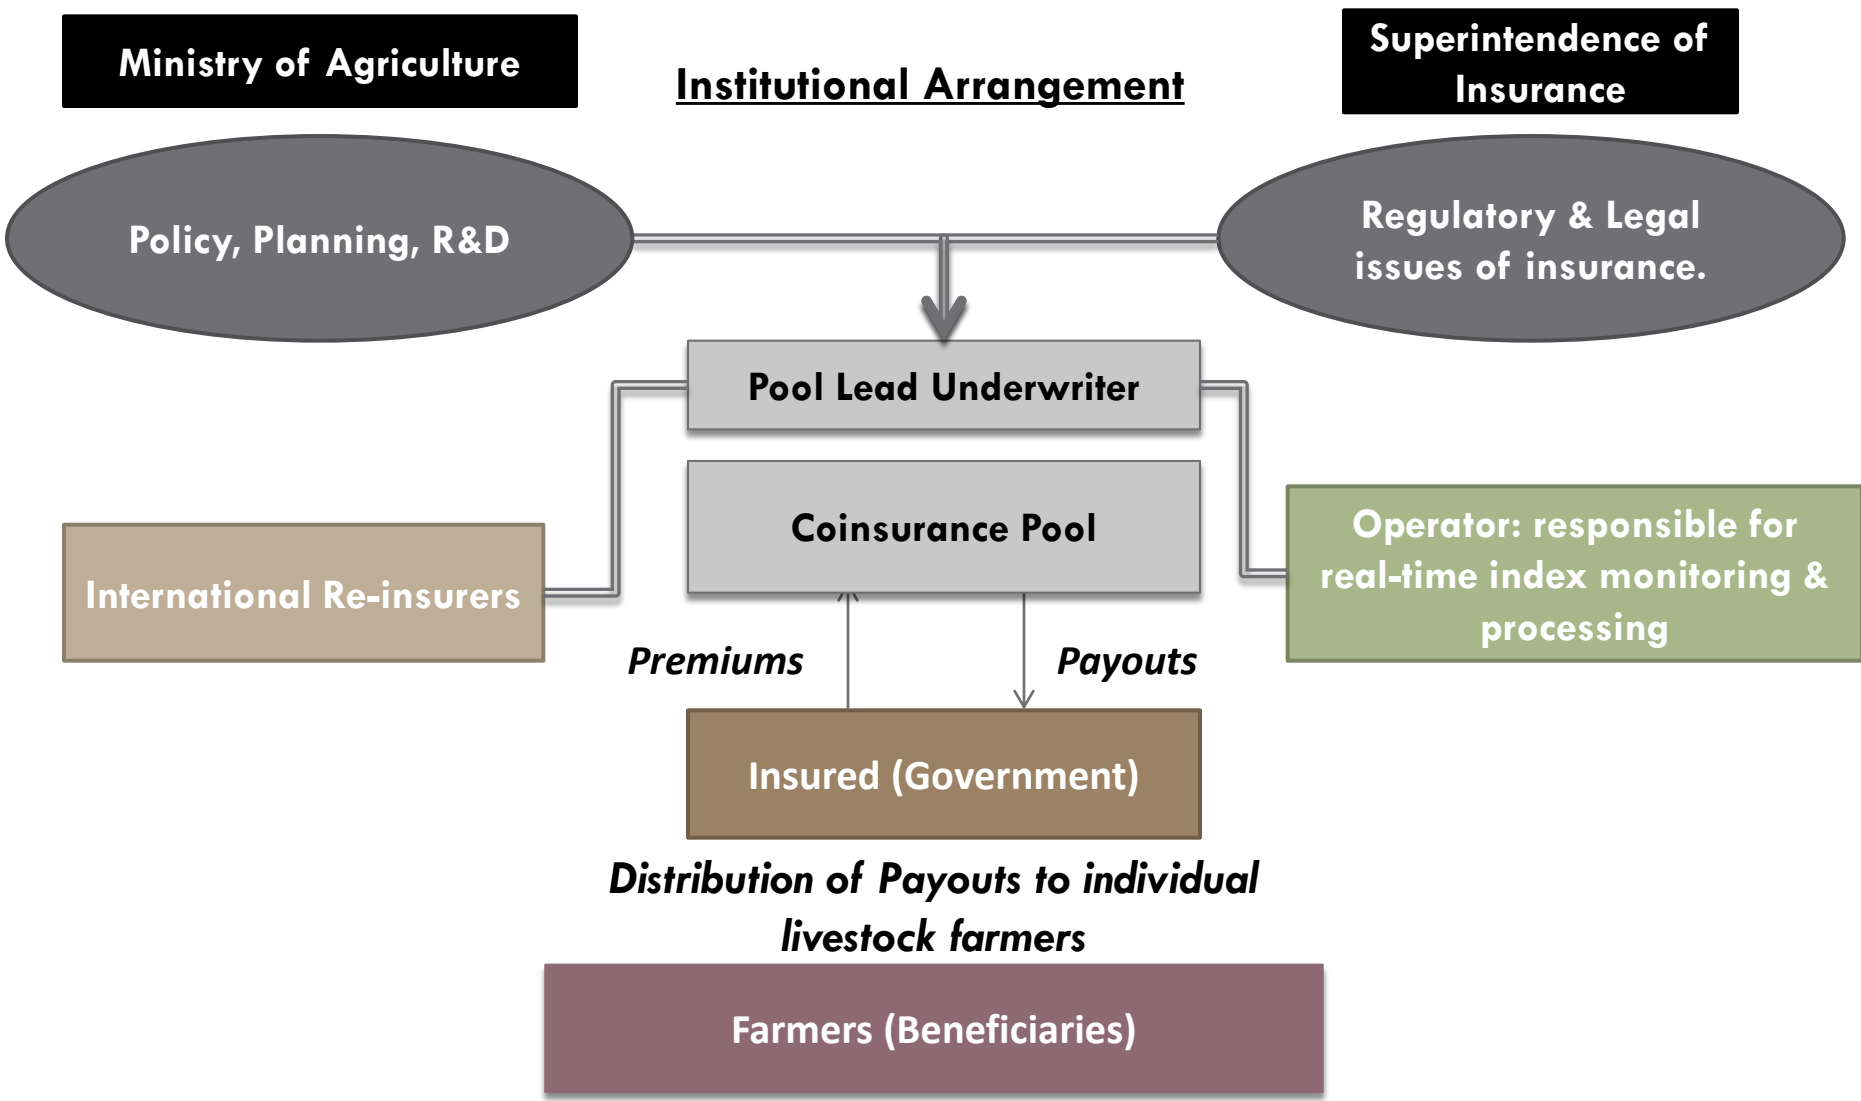 Ministry of Agriculture
Institutional Arrangement
Superintendence of
Insurance
Policy, Planning, R&D
Regulatory & Legal
issues of insurance.
Pool Lead Underwriter
Coinsurance Pool
International Re-insurers
Operator: responsible for
real-time index monitoring &
processing
Premiums
Payouts
Insured (Government)
Distribution of Payouts to individual
livestock farmers
Farmers (Beneficiaries)